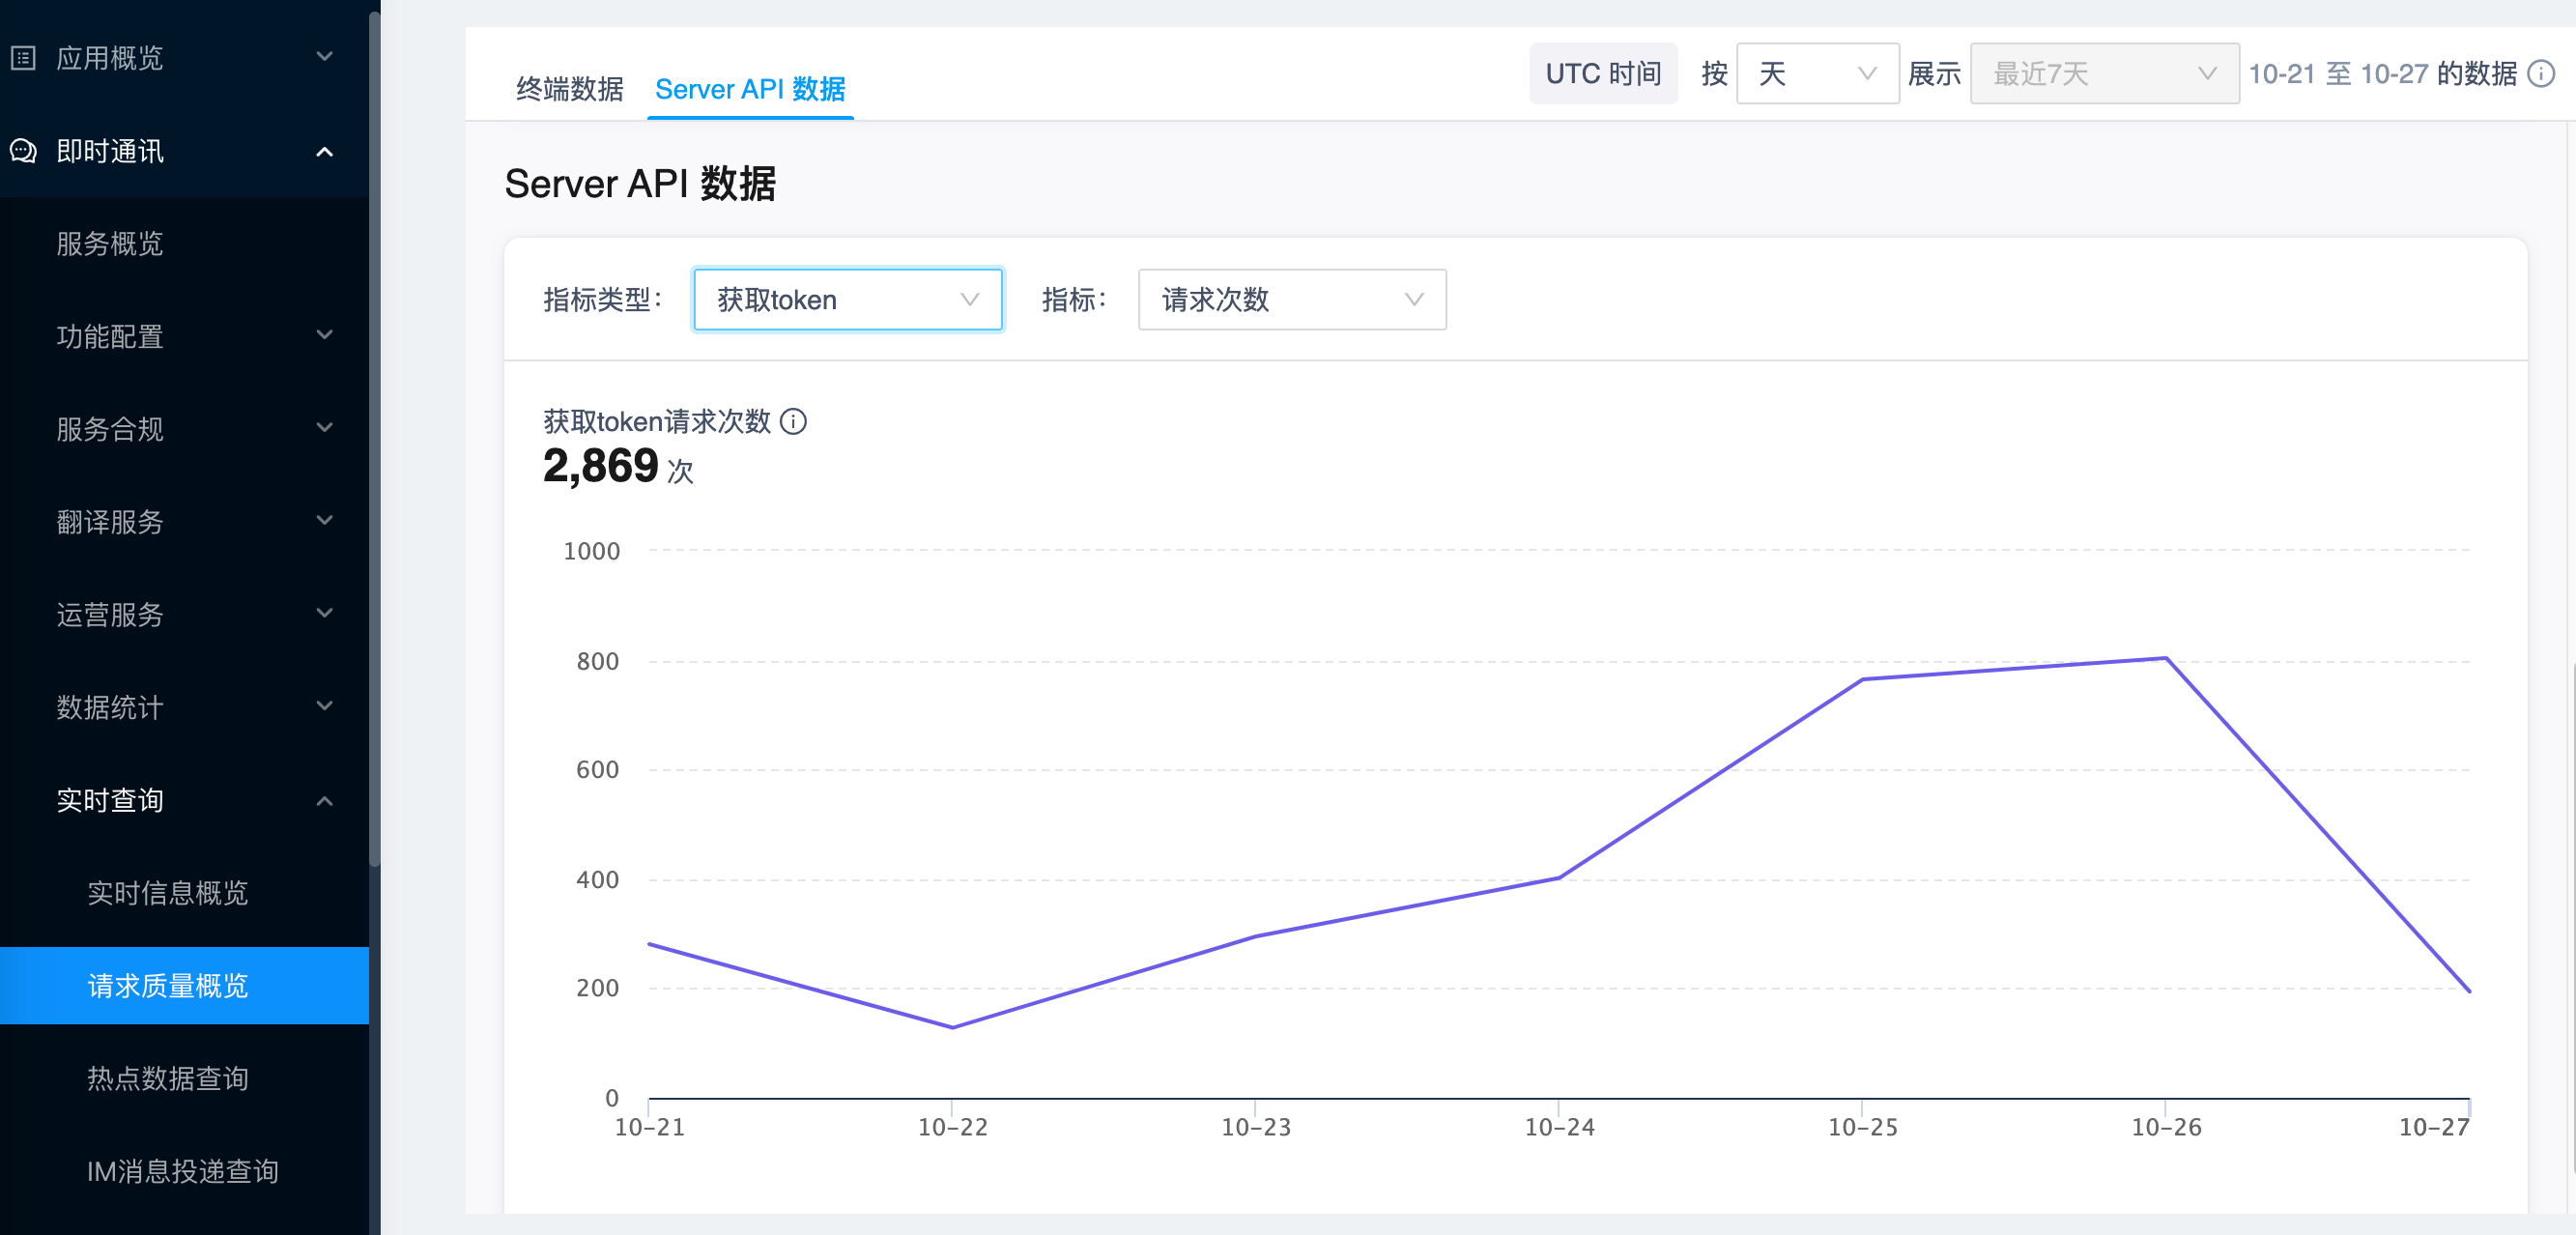 应用概览
即时通讯
服务概览
功能配置
服务合规
翻译服务
运营服务
数据统计
实时查询
实时信息概览
请求质量概览
热点数据查询
IM消息投递查询
终端数据 Server API 数据
UTC 时间 按 天 展示 最近7天 10-21 至 10-27 的数据
Server API 数据
指标类型： 获取token 指标： 请求次数
获取token请求次数
2,869 次
1000
800
600
400
200
0
10-21 10-22 10-23 10-24 10-25 10-26 10-27